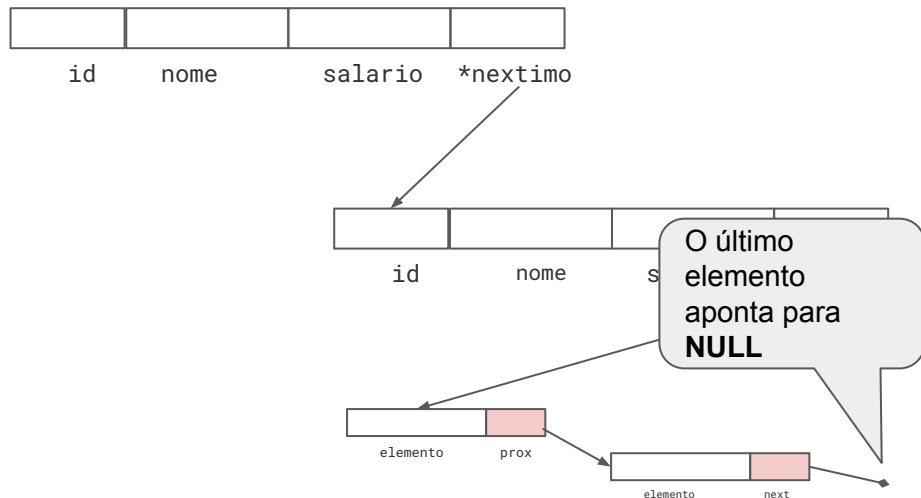 id nome salario *nextimo
id nome s
O último
elemento
aponta para
NULL
elemento prox
elemento next